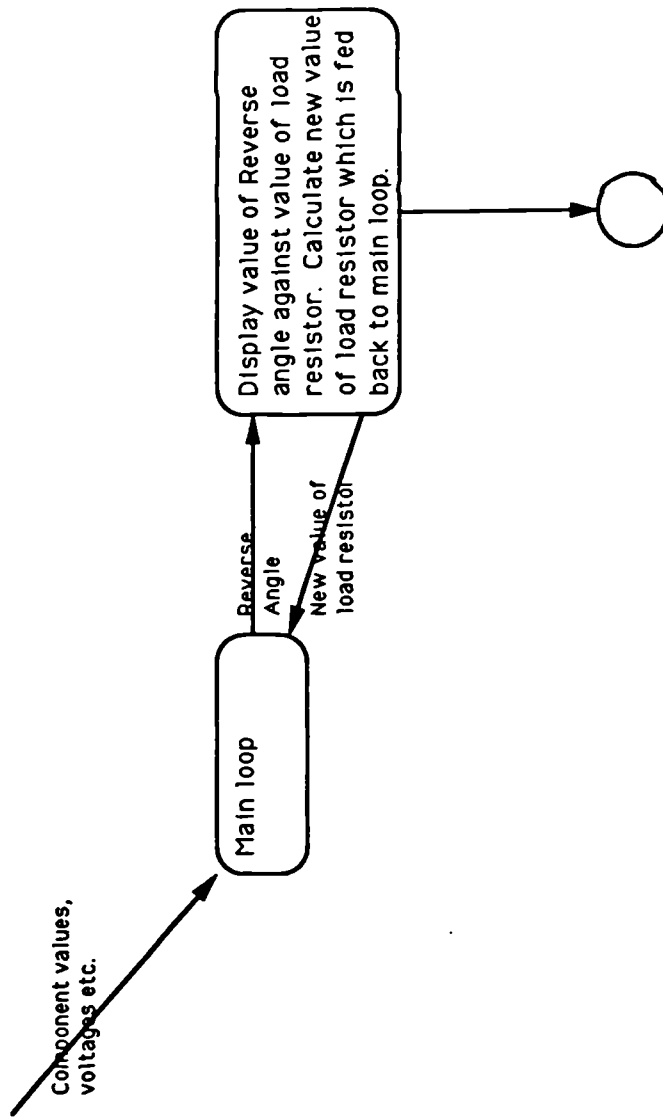 Component values,
voltages etc.
Main loop
Reverse
Angle
New value of
load resistor
Display value of Reverse
angle against value of load
resistor. Calculate new value
of load resistor which is fed
back to main loop.